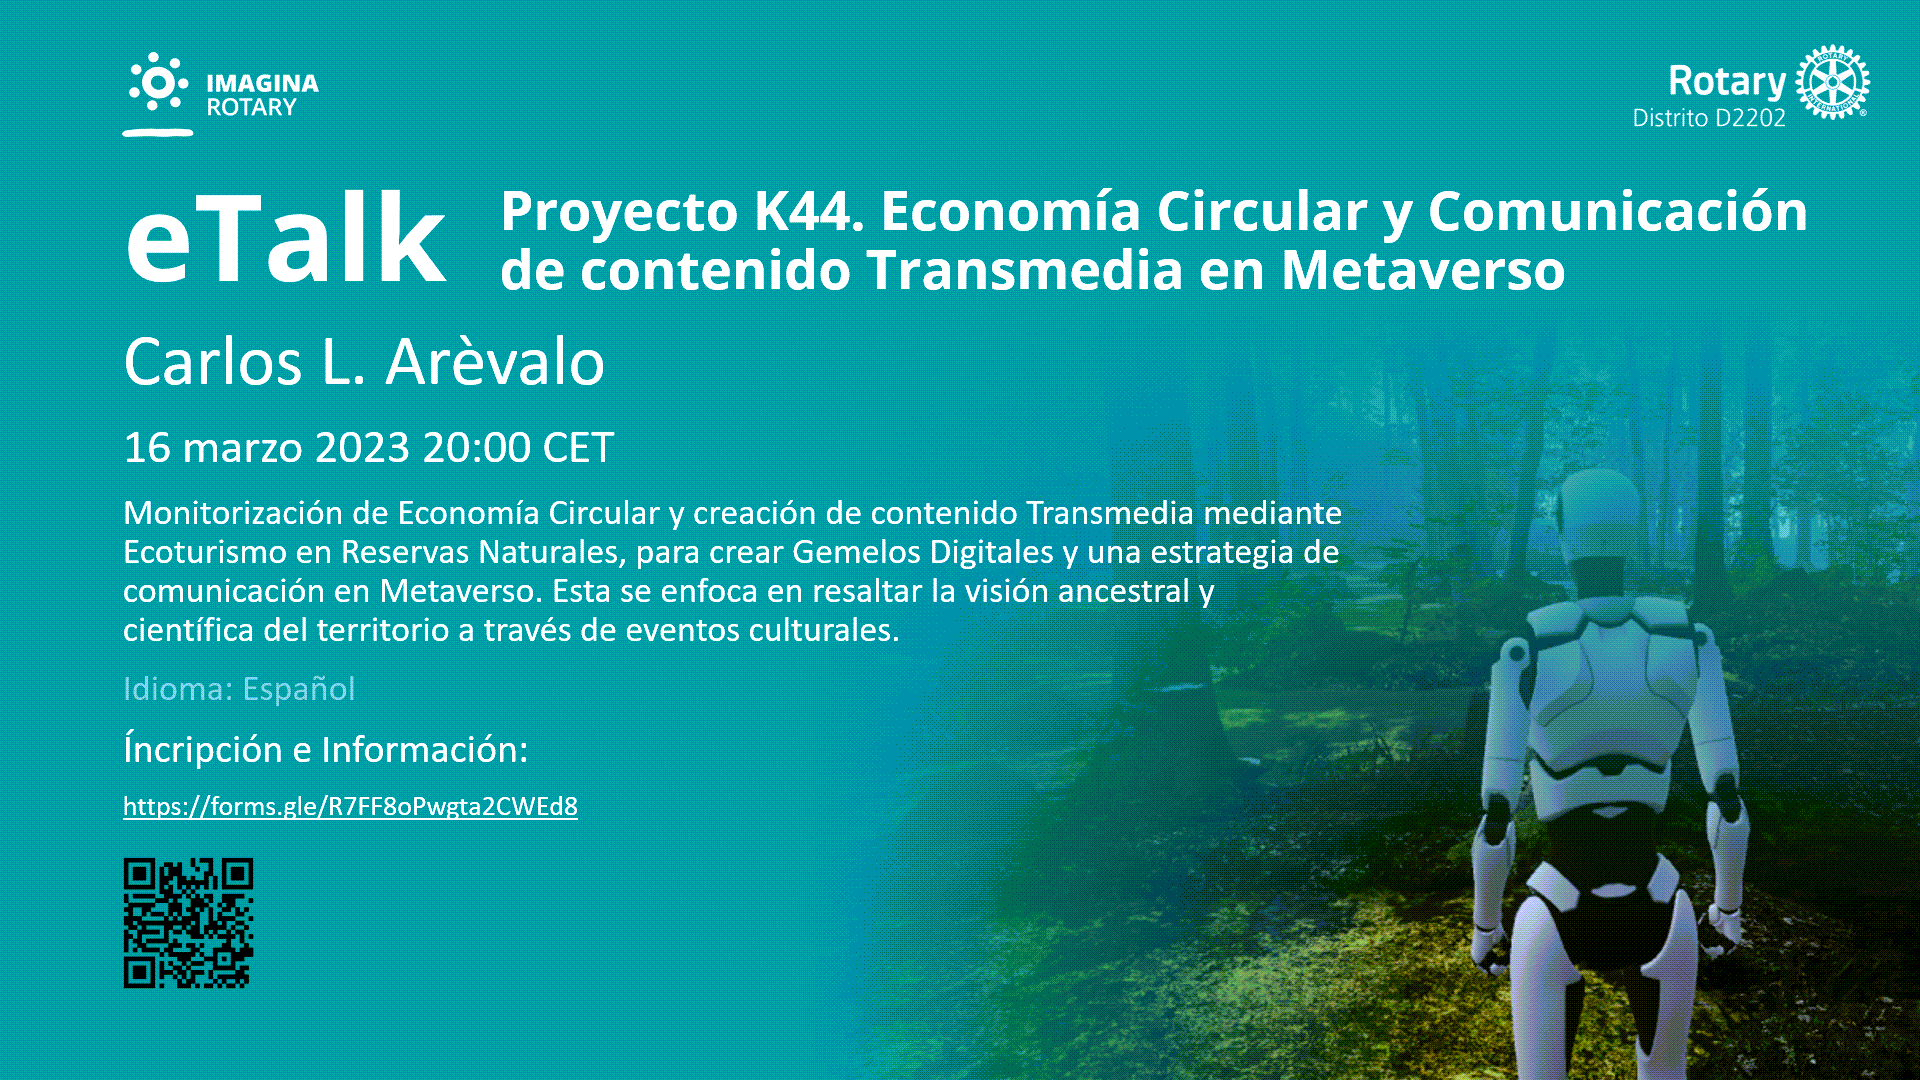 IMAGINA
ROTARY
Rotary
Distrito D2202
ROTARY
INTERNATIONAL
®
eTalk
Proyecto K44. Economía Circular y Comunicación
de contenido Transmedia en Metaverso
Carlos L. Arèvalo
16 marzo 2023 20:00 CET
Monitorización de Economía Circular y creación de contenido Transmedia mediante
Ecoturismo en Reservas Naturales, para crear Gemelos Digitales y una estrategia de
comunicación en Metaverso. Esta se enfoca en resaltar la visión ancestral y
científica del territorio a través de eventos culturales.
Idioma: Español
Íncripción e Información:
https://forms.gle/R7FF8oPwgta2CWEd8